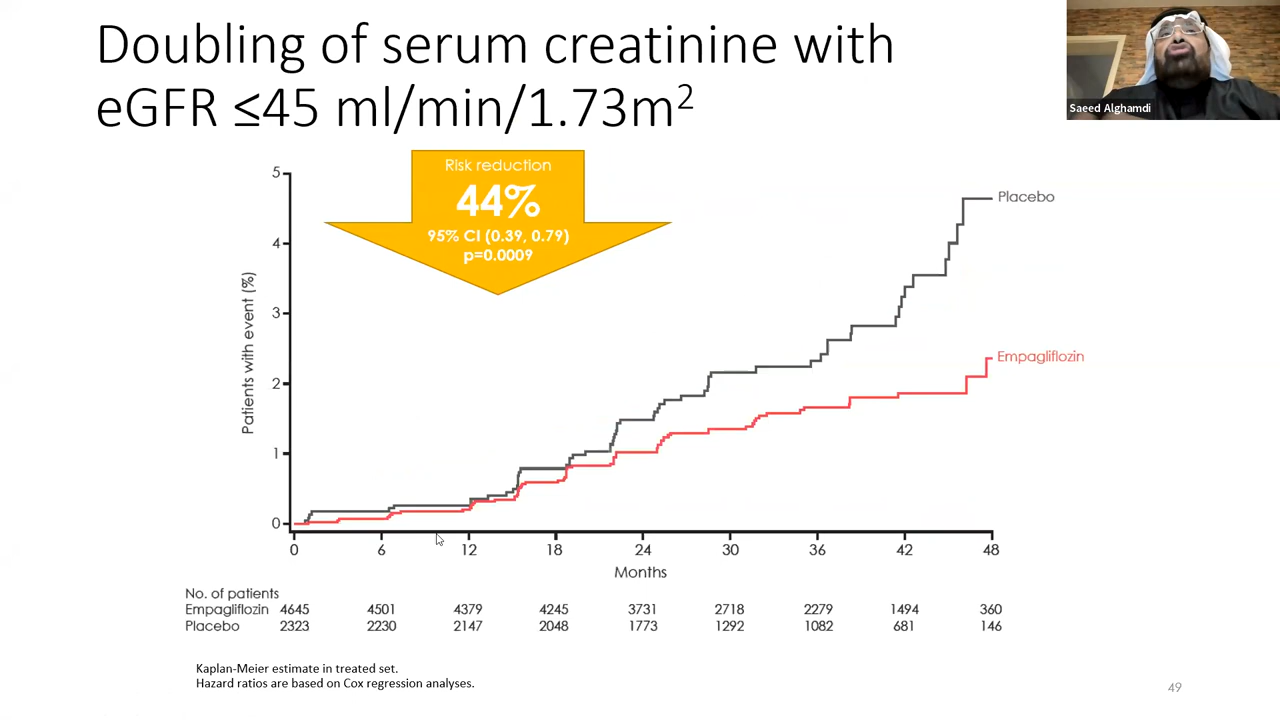 Doubling of serum creatinine with
eGFR ≤45 ml/min/1.73m²
Saeed Alghamdi
Risk reduction
44%
95% CI (0.39, 0.79)
p=0.0009
Placebo
Empagliflozin
Patients with event (%)
5
4
3
2
1
0
0 6 12 18 24 30 36 42 48
Months
No. of patients
Empagliflozin 4645 4501 4379 4245 3731 2718 2279 1494 360
Placebo 2323 2230 2147 2048 1773 1292 1082 681 146
Kaplan-Meier estimate in treated set.
Hazard ratios are based on Cox regression analyses.
49